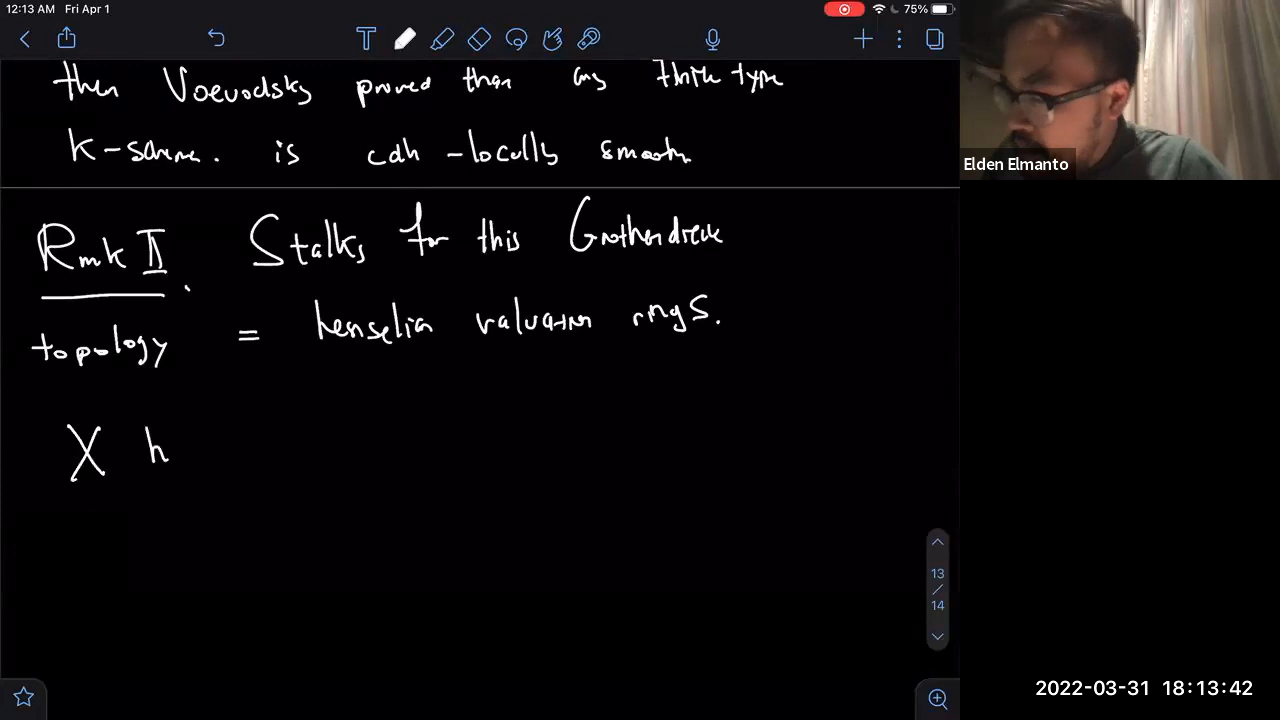 12:13 AM Fri Apr 1
75%
then Voevodsky proved than any finite type
K-scheme. is cdh-locally smooth
Rmk II. Stalks for this Grothendieck
topology = henselian valuation rings.
X h
13
/
14
Elden Elmanto
2022-03-31 18:13:42